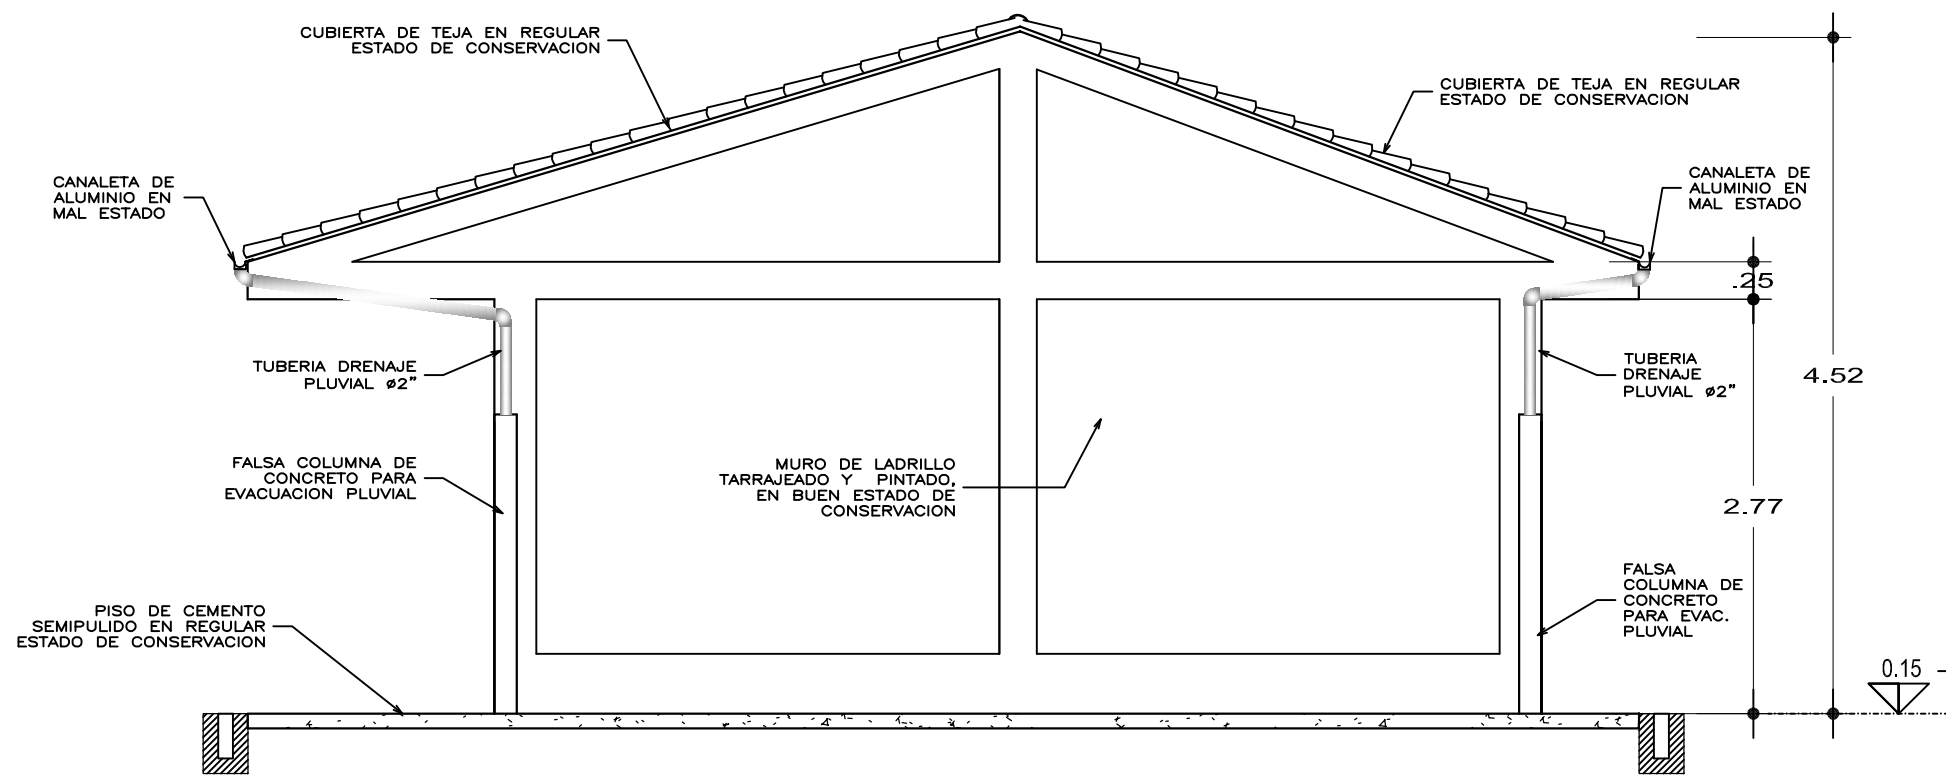 CUBIERTA DE TEJA EN REGULAR
ESTADO DE CONSERVACION
CUBIERTA DE TEJA EN REGULAR
ESTADO DE CONSERVACION
CANALETA DE
ALUMINIO EN
MAL ESTADO
CANALETA DE
ALUMINIO EN
MAL ESTADO
.25
TUBERIA DRENAJE
PLUVIAL ø2"
TUBERIA
DRENAJE
PLUVIAL ø2"
4.52
FALSA COLUMNA DE
CONCRETO PARA
EVACUACION PLUVIAL
MURO DE LADRILLO
TARRAJEADO Y PINTADO,
EN BUEN ESTADO DE
CONSERVACION
2.77
FALSA
COLUMNA DE
CONCRETO
PARA EVAC.
PLUVIAL
PISO DE CEMENTO
SEMIPULIDO EN REGULAR
ESTADO DE CONSERVACION
0.15